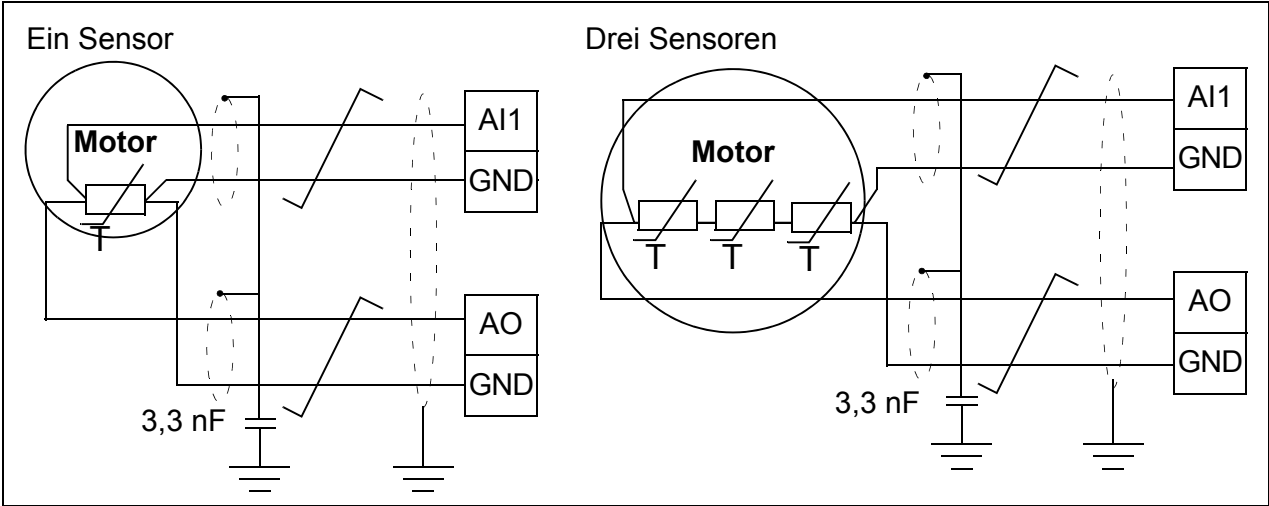 Ein Sensor
Motor
T
3,3 nF
AI1
GND
AO
GND
Drei Sensoren
Motor
T T T
3,3 nF
AI1
GND
AO
GND